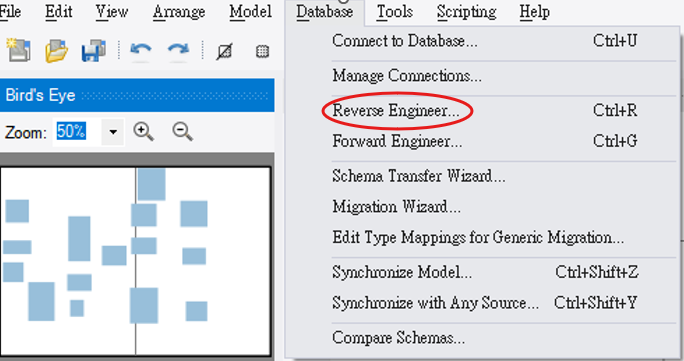 File Edit View Arrange Model Database Tools Scripting Help
Bird's Eye
Zoom: 50%
Connect to Database... Ctrl+U
Manage Connections...
Reverse Engineer... Ctrl+R
Forward Engineer... Ctrl+G
Schema Transfer Wizard...
Migration Wizard...
Edit Type Mappings for Generic Migration...
Synchronize Model... Ctrl+Shift+Z
Synchronize with Any Source... Ctrl+Shift+Y
Compare Schemas...